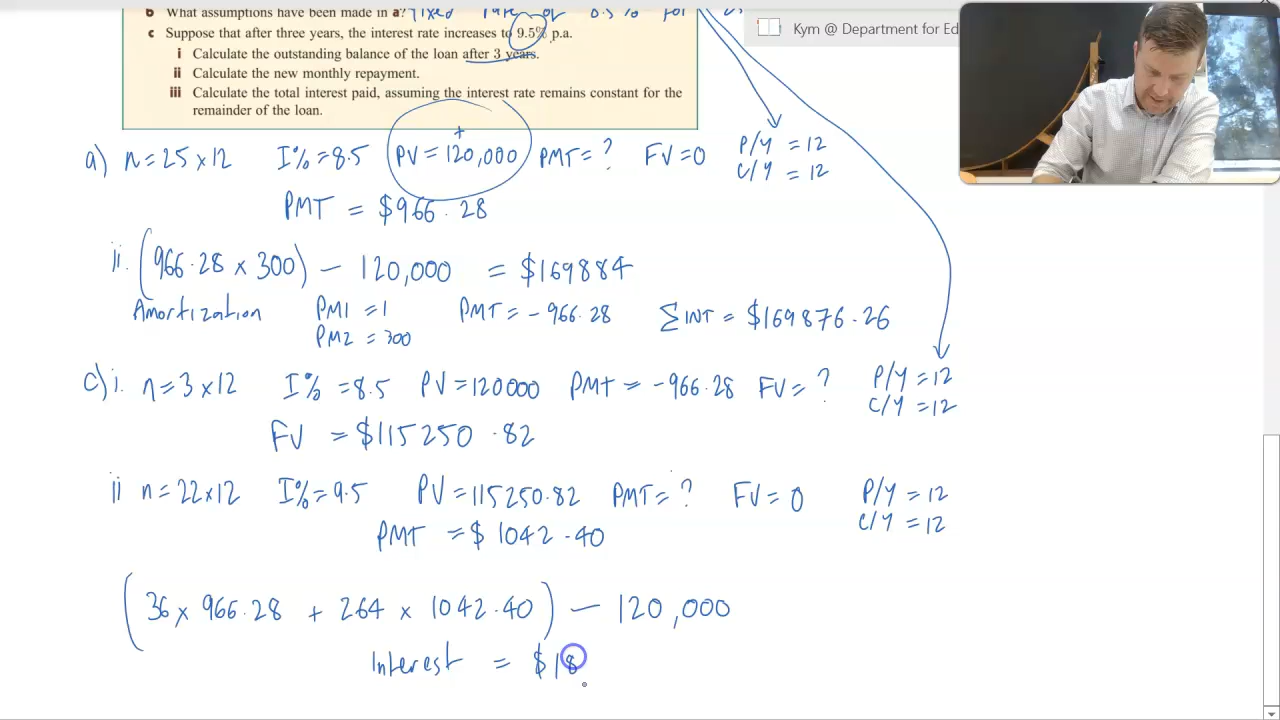 b What assumptions have been made in a? fixed rate of 8.5% for
c Suppose that after three years, the interest rate increases to 9.5% p.a.
i Calculate the outstanding balance of the loan after 3 years.
ii Calculate the new monthly repayment.
iii Calculate the total interest paid, assuming the interest rate remains constant for the
remainder of the loan.
Kym @ Department for Ed
a) n=25×12 I%=8.5 PV=120,000 PMT=? FV=0 P/Y =12
+
C/Y =12
PMT = $966.28
ii. (966.28 × 300) – 120,000 = $169884
Amortization PM1 =1 PMT=-966.28 ΣINT = $169876.26
PM2 =300
c) i. n=3×12 I% =8.5 PV=120000 PMT = -966.28 FV=? P/Y=12
C/Y =12
FV = $115250.82
ii n=22×12 I%=9.5 PV=115250.82 PMT=? FV=0 P/Y =12
C/Y =12
PMT = $1042.40
(36× 966.28 + 264 × 1042.40) – 120,000
Interest = $18